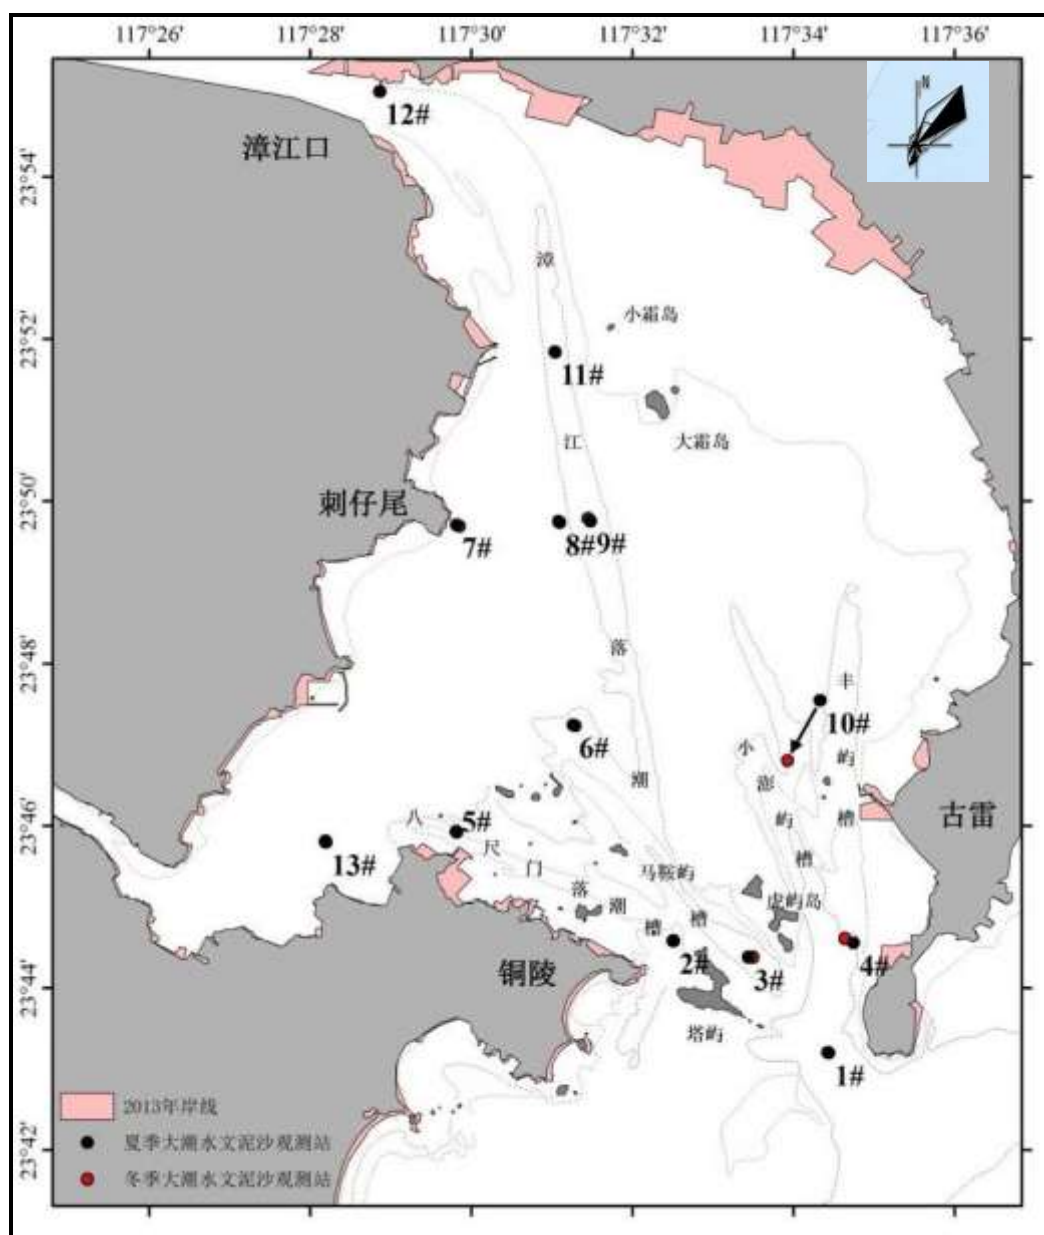 117°26′ 117°28′ 117°30′ 117°32′ 117°34′ 117°36′
N
12#
漳江口
23°54′
漳
小霜岛
23°52′
11#
大霜岛
江
23°50′
刺仔尾
7#
8#
9#
落
23°48′
丰
10#
6#
小
屿
潮
澎
23°46′
八
5#
屿
槽
古雷
尺
13#
门
马鞍屿
槽
落
虎屿岛
潮
槽
槽
2#
3#
4#
铜陵
23°44′
塔屿
1#
2013年岸线
23°42′
夏季大潮水文泥沙观测站
冬季大潮水文泥沙观测站